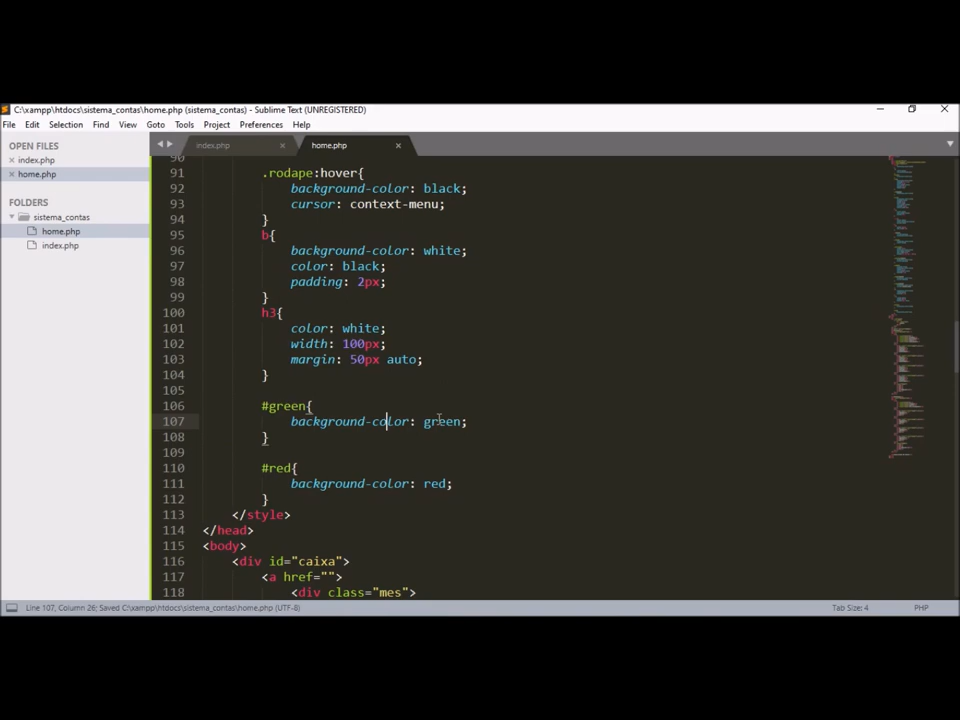 C:\xampp\htdocs\sistema_contas\home.php (sistema_contas) - Sublime Text (UNREGISTERED)
File Edit Selection Find View Goto Tools Project Preferences Help
OPEN FILES
index.php
home.php
FOLDERS
sistema_contas
home.php
index.php
index.php home.php
90
91 .rodape:hover{
92 background-color: black;
93 cursor: context-menu;
94 }
95 b{
96 background-color: white;
97 color: black;
98 padding: 2px;
99 }
100 h3{
101 color: white;
102 width: 100px;
103 margin: 50px auto;
104 }
105
106 #green{
107 background-color: green;
108 }
109
110 #red{
111 background-color: red;
112 }
113 </style>
114 </head>
115 <body>
116 <div id="caixa">
117 <a href="">
118 <div class="mes">
Line 107, Column 26; Saved C:\xampp\htdocs\sistema_contas\home.php (UTF-8) Tab Size: 4 PHP